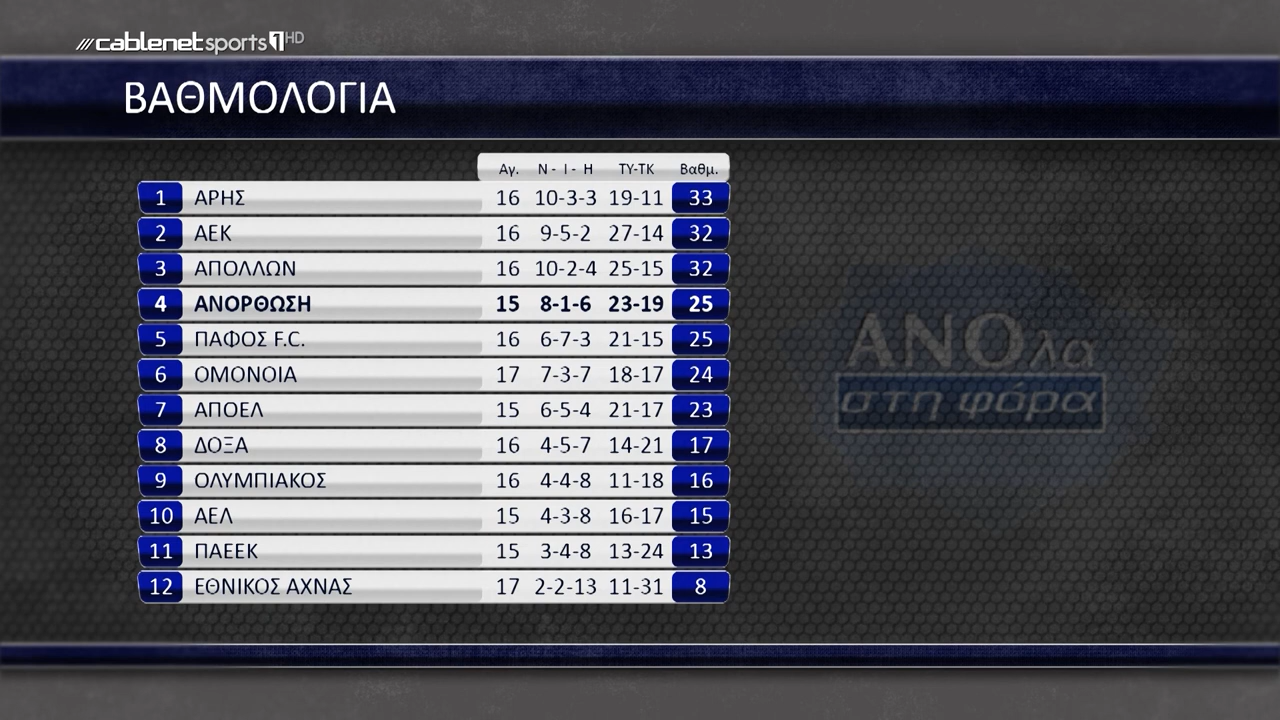 ///cablenetsports1HD
ΒΑΘΜΟΛΟΓΙΑ
Αγ. Ν - Ι - Η ΤΥ-ΤΚ Βαθμ.
1 ΑΡΗΣ 16 10-3-3 19-11 33
2 ΑΕΚ 16 9-5-2 27-14 32
3 ΑΠΟΛΛΩΝ 16 10-2-4 25-15 32
4 ΑΝΟΡΘΩΣΗ 15 8-1-6 23-19 25
5 ΠΑΦΟΣ F.C. 16 6-7-3 21-15 25
6 ΟΜΟΝΟΙΑ 17 7-3-7 18-17 24
7 ΑΠΟΕΛ 15 6-5-4 21-17 23
8 ΔΟΞΑ 16 4-5-7 14-21 17
9 ΟΛΥΜΠΙΑΚΟΣ 16 4-4-8 11-18 16
10 ΑΕΛ 15 4-3-8 16-17 15
11 ΠΑΕΕΚ 15 3-4-8 13-24 13
12 ΕΘΝΙΚΟΣ ΑΧΝΑΣ 17 2-2-13 11-31 8
ΑΝΟλα
στη φόρα